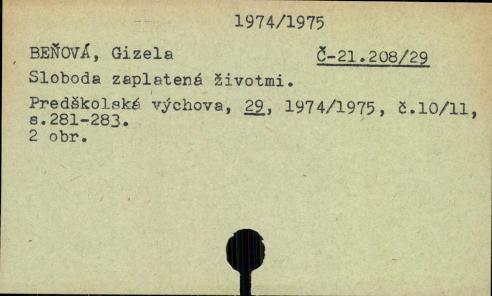 1974/1975
BEŇOVÁ, Gizela Č-21.208/29
Sloboda zaplatená životmi.
Predškolská výchova, 29, 1974/1975, č.10/11,
s.281-283.
2 obr.